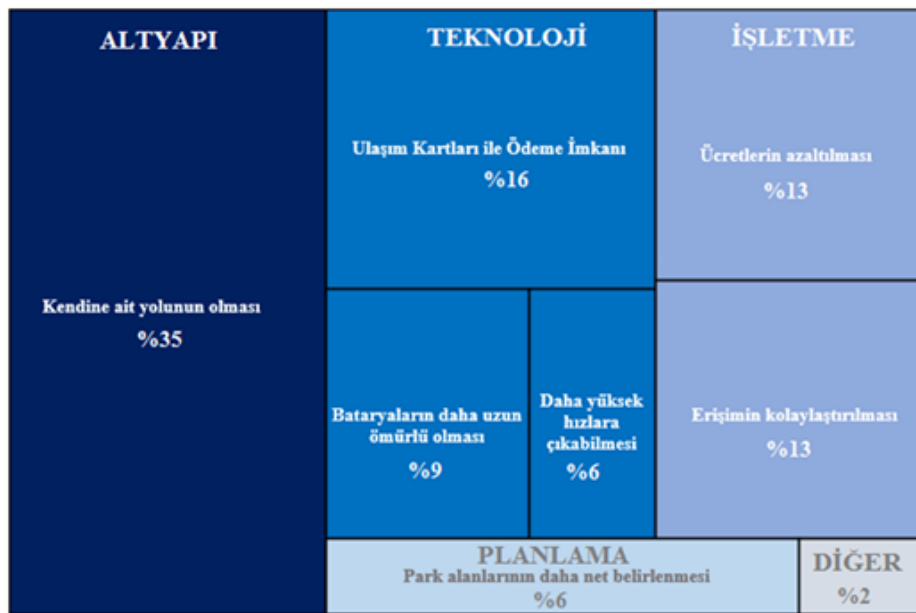 ALTYAPI
Kendine ait yolunun olması
%35
TEKNOLOJİ
Ulaşım Kartları ile Ödeme İmkanı
%16
Bataryaların daha uzun
ömürlü olması
%9
Daha yüksek
hızlara
çıkabilmesi
%6
İŞLETME
Ücretlerin azaltılması
%13
Erişimin kolaylaştırılması
%13
PLANLAMA
Park alanlarının daha net belirlenmesi
%6
DİĞER
%2